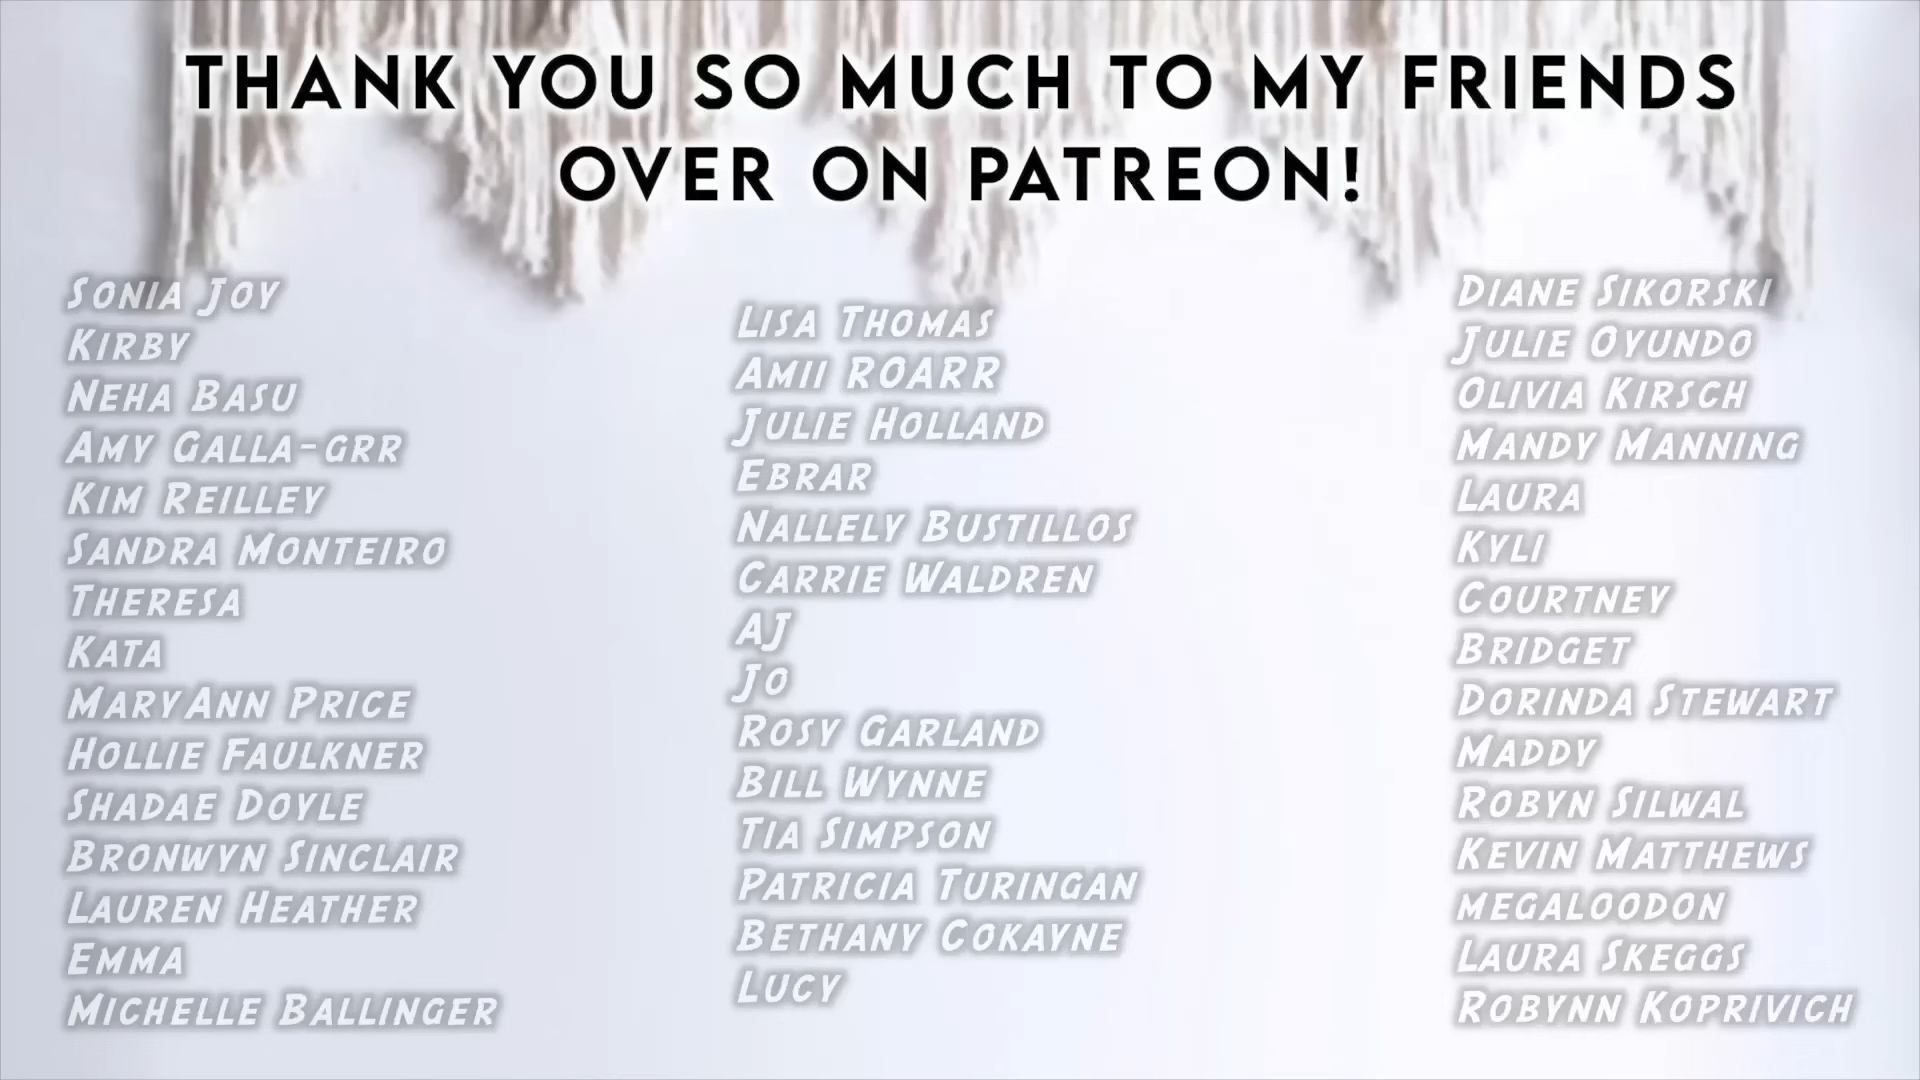 THANK YOU SO MUCH TO MY FRIENDS
OVER ON PATREON!
SONIA JOY
KIRBY
NEHA BASU
AMY GALLA-GRR
KIM REILLEY
SANDRA MONTEIRO
THERESA
KATA
MARYANN PRICE
HOLLIE FAULKNER
SHADAE DOYLE
BRONWYN SINCLAIR
LAUREN HEATHER
EMMA
MICHELLE BALLINGER
LISA THOMAS
AMII ROARR
JULIE HOLLAND
EBRAR
NALLELY BUSTILLOS
CARRIE WALDREN
AJ
JO
ROSY GARLAND
BILL WYNNE
TIA SIMPSON
PATRICIA TURINGAN
BETHANY COKAYNE
LUCY
DIANE SIKORSKI
JULIE OYUNDO
OLIVIA KIRSCH
MANDY MANNING
LAURA
KYLI
COURTNEY
BRIDGET
DORINDA STEWART
MADDY
ROBYN SILWAL
KEVIN MATTHEWS
MEGALOODON
LAURA SKEGGS
ROBYNN KOPRIVICH